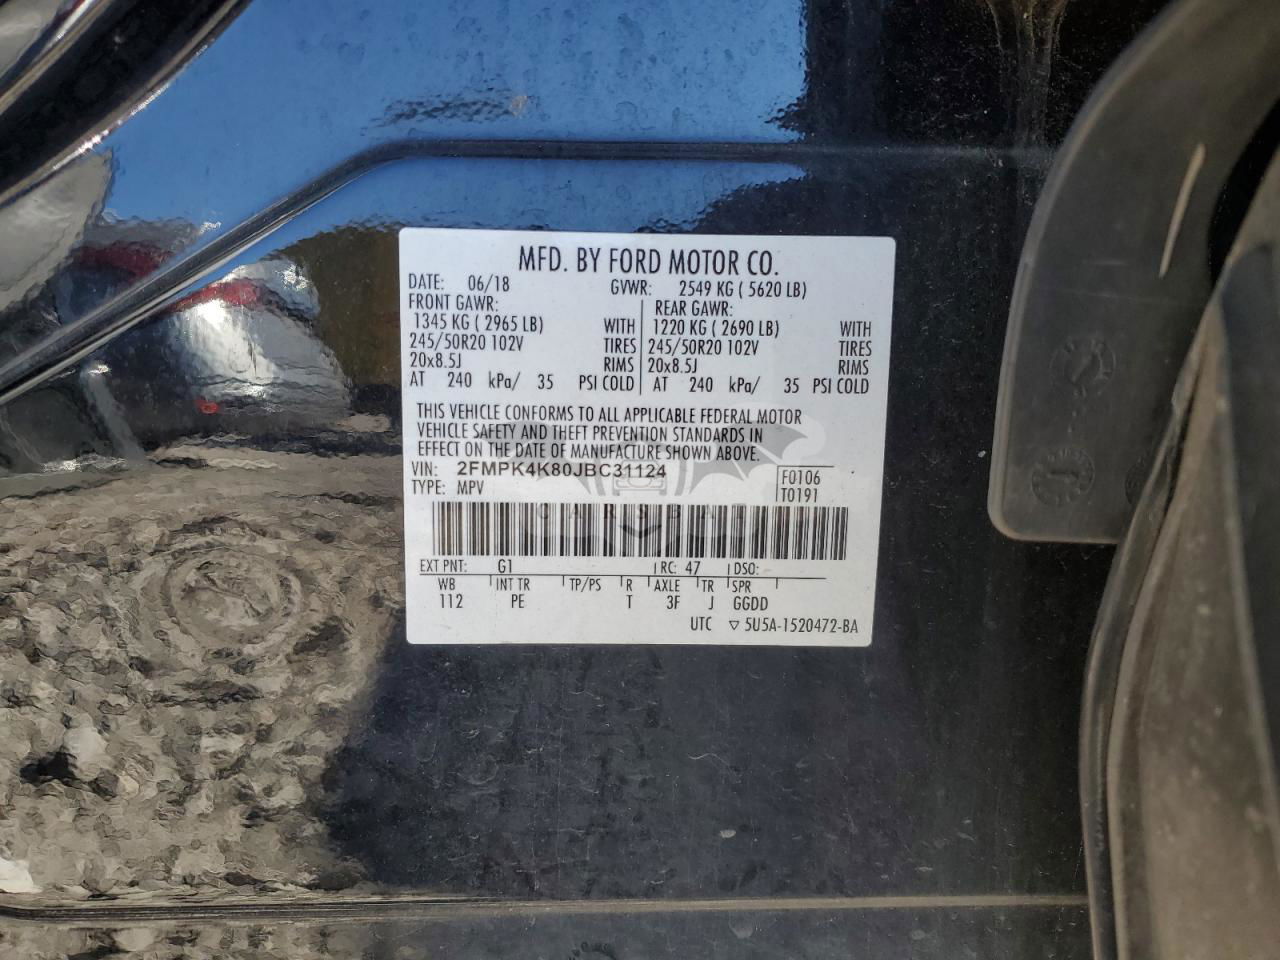 MFD. BY FORD MOTOR CO.
DATE: 06/18 GVWR: 2549 KG ( 5620 LB)
FRONT GAWR: REAR GAWR:
1345 KG ( 2965 LB) WITH 1220 KG ( 2690 LB) WITH
245/50R20 102V TIRES 245/50R20 102V TIRES
20x8.5J RIMS 20x8.5J RIMS
AT 240 kPa/ 35 PSI COLD AT 240 kPa/ 35 PSI COLD
THIS VEHICLE CONFORMS TO ALL APPLICABLE FEDERAL MOTOR
VEHICLE SAFETY AND THEFT PREVENTION STANDARDS IN
EFFECT ON THE DATE OF MANUFACTURE SHOWN ABOVE.
VIN: 2FMPK4K80JBC31124 F0106
TYPE: MPV T0191
EXT PNT: G1 RC: 47 DSO:
WB INT TR TP/PS R AXLE TR SPR
112 PE T 3F J GGDD
UTC ▽ 5U5A-1520472-BA